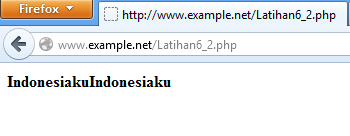 Firefox
http://www.example.net/Latihan6_2.php
www.example.net/Latihan6_2.php
IndonesiakuIndonesiaku